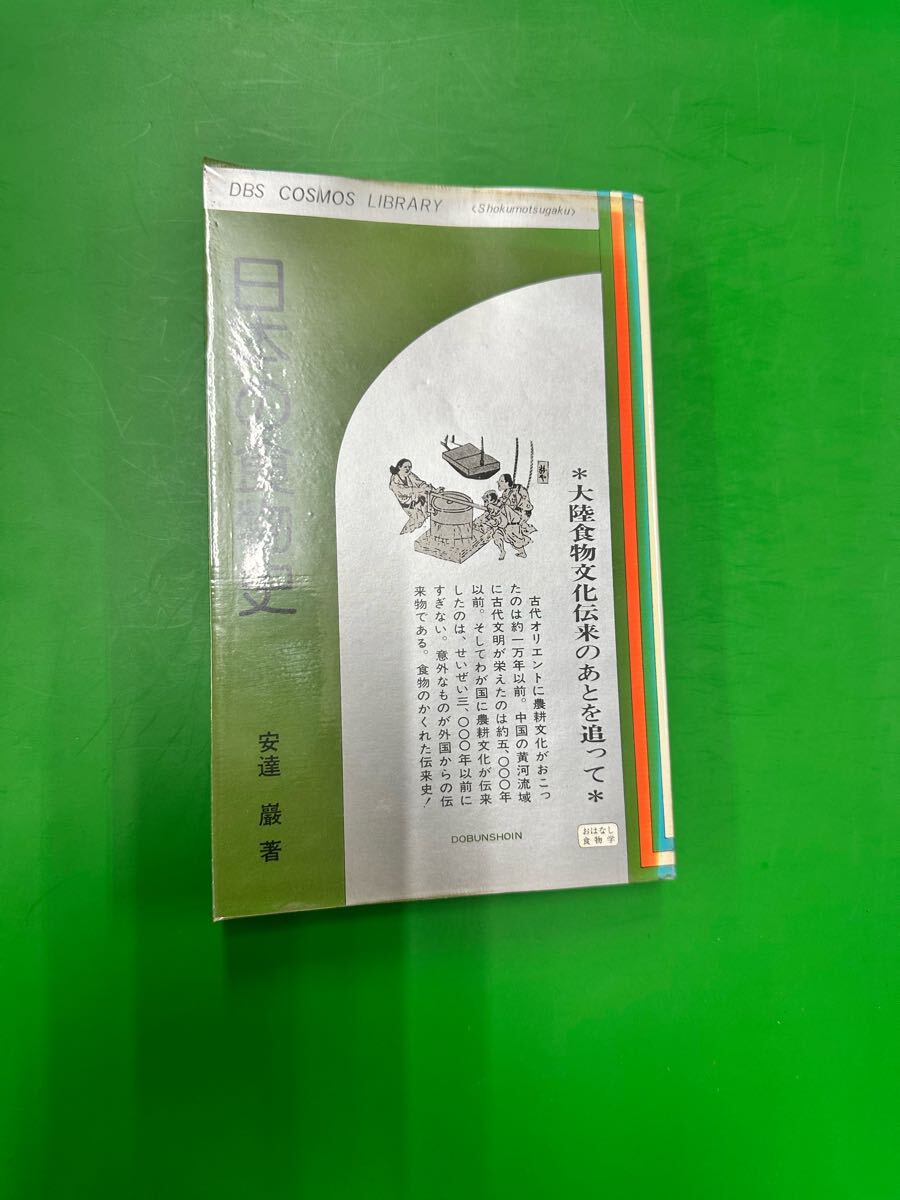 DBS COSMOS LIBRARY 〈Shokumotsugaku〉
日本の食物史
安達 巖 著
＊大陸食物文化伝来のあとを追って＊
みや
古代オリエントに農耕文化がおこっ
たのは約一万年以前。中国の黄河流域
に古代文明が栄えたのは約五、〇〇〇年
以前。そしてわが国に農耕文化が伝来
したのは、せいぜい三、〇〇〇年以前に
すぎない。意外なものが外国からの伝
来物である。食物のかくれた伝来史！
DOBUNSHOIN
おはなし
食物学